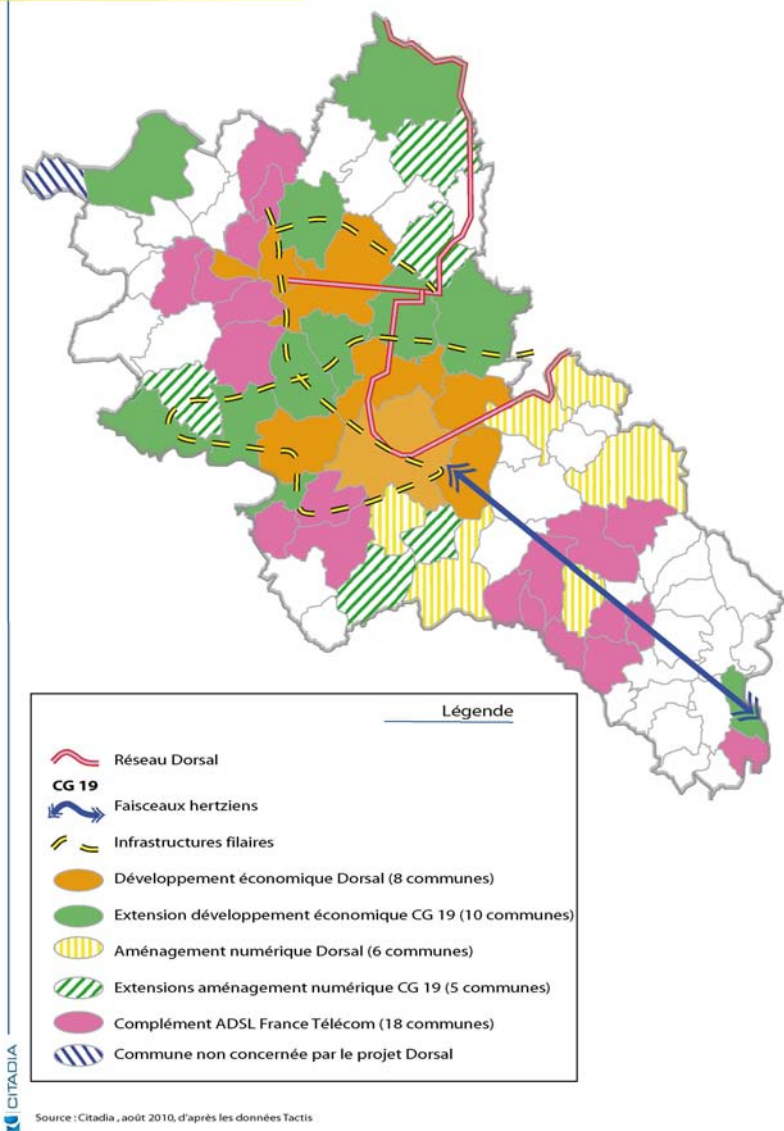 Légende
Réseau Dorsal
CG 19
Faisceaux hertziens
Infrastructures filaires
Développement économique Dorsal (8 communes)
Extension développement économique CG 19 (10 communes)
Aménagement numérique Dorsal (6 communes)
Extensions aménagement numérique CG 19 (5 communes)
Complément ADSL France Télécom (18 communes)
Commune non concernée par le projet Dorsal
CITADIA
Source : Citadia , août 2010, d'après les données Tactis